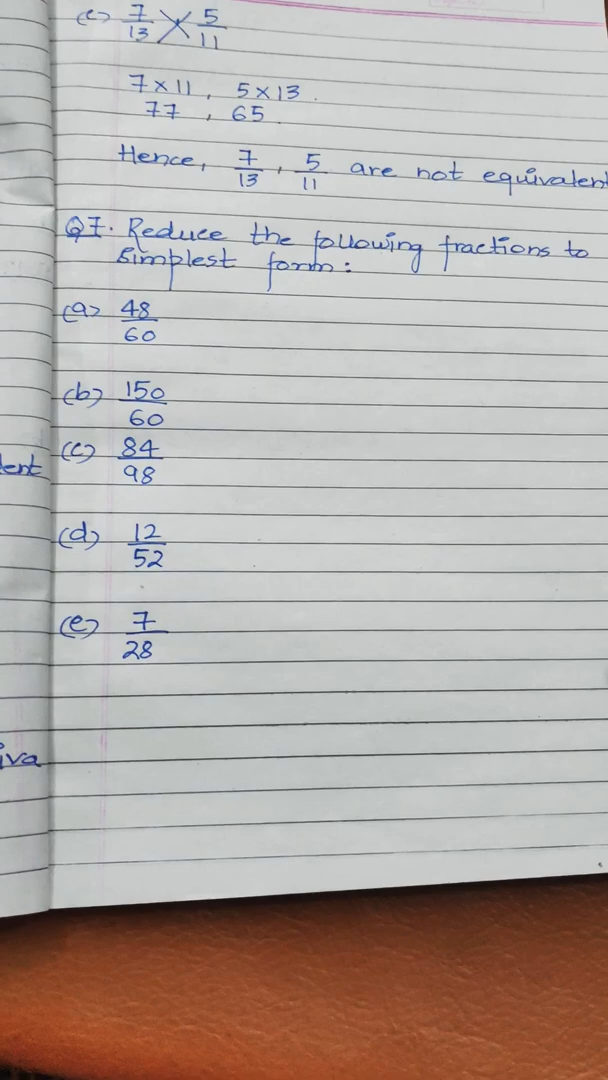 (c) 7/13 × 5/11
7×11, 5×13.
77, 65.
Hence, 7/13, 5/11 are not equivalent
Q7. Reduce the following fractions to
simplest form:
(a) 48/60
(b) 150/60
(c) 84/98
lent
(d) 12/52
(e) 7/28
iva